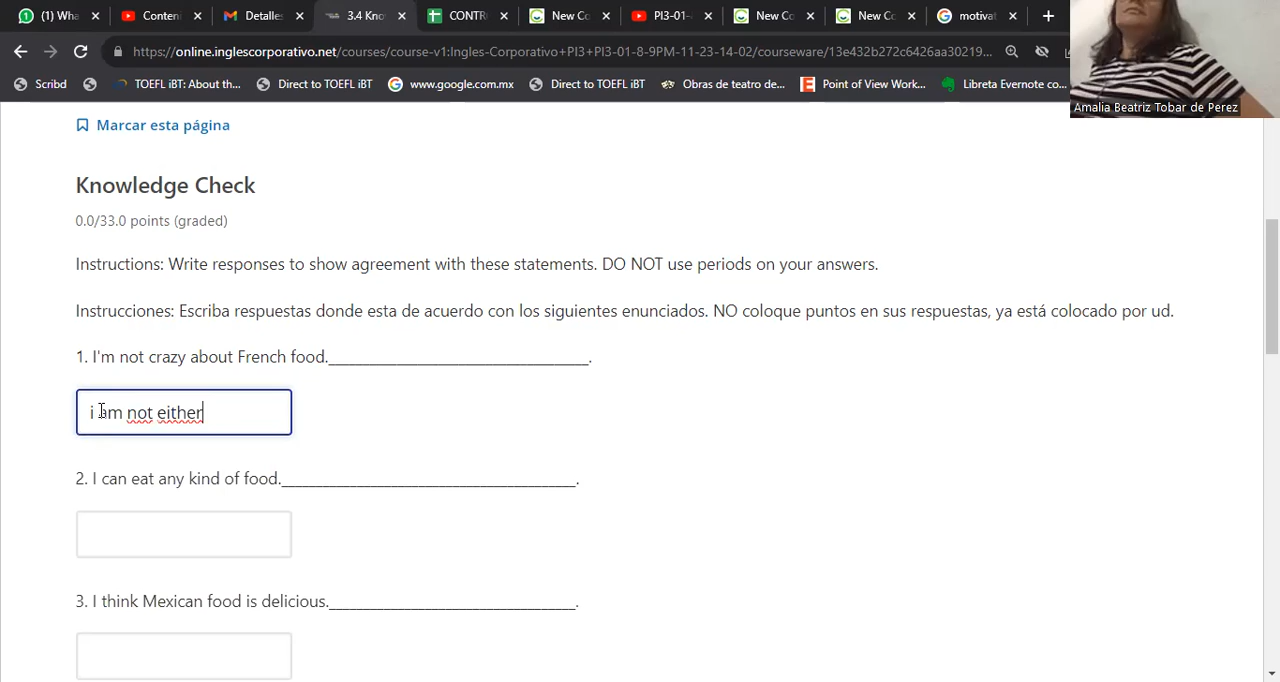 (1) Wha
Conten
Detalles
3.4 Kno
CONTR
New Co
PI3-01-
New Co
New Cc
motivat
https://online.inglescorporativo.net/courses/course-v1:Ingles-Corporativo+PI3+PI3-01-8-9PM-11-23-14-02/courseware/13e432b272c6426aa30219...
Scribd
TOEFL iBT: About th...
Direct to TOEFL iBT
www.google.com.mx
Direct to TOEFL iBT
Obras de teatro de...
Point of View Work...
Libreta Evernote co...
Amalia Beatriz Tobar de Perez
Marcar esta página
Knowledge Check
0.0/33.0 points (graded)
Instructions: Write responses to show agreement with these statements. DO NOT use periods on your answers.
Instrucciones: Escriba respuestas donde esta de acuerdo con los siguientes enunciados. NO coloque puntos en sus respuestas, ya está colocado por ud.
1. I'm not crazy about French food.______________________________.
i am not either
2. I can eat any kind of food.__________________________________.
3. I think Mexican food is delicious.____________________________.